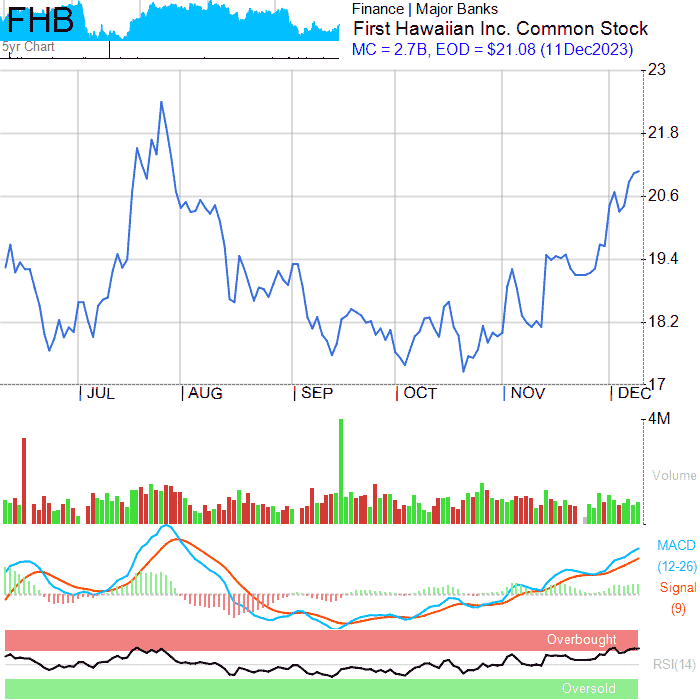 FHB
5yr Chart
Finance | Major Banks
First Hawaiian Inc. Common Stock
MC = 2.7B, EOD = $21.08 (11Dec2023)
23
21.8
20.6
19.4
18.2
17
JUL AUG SEP OCT NOV DEC
4M
Volume
MACD
(12-26)
Signal
(9)
Overbought
RSI(14)
Oversold